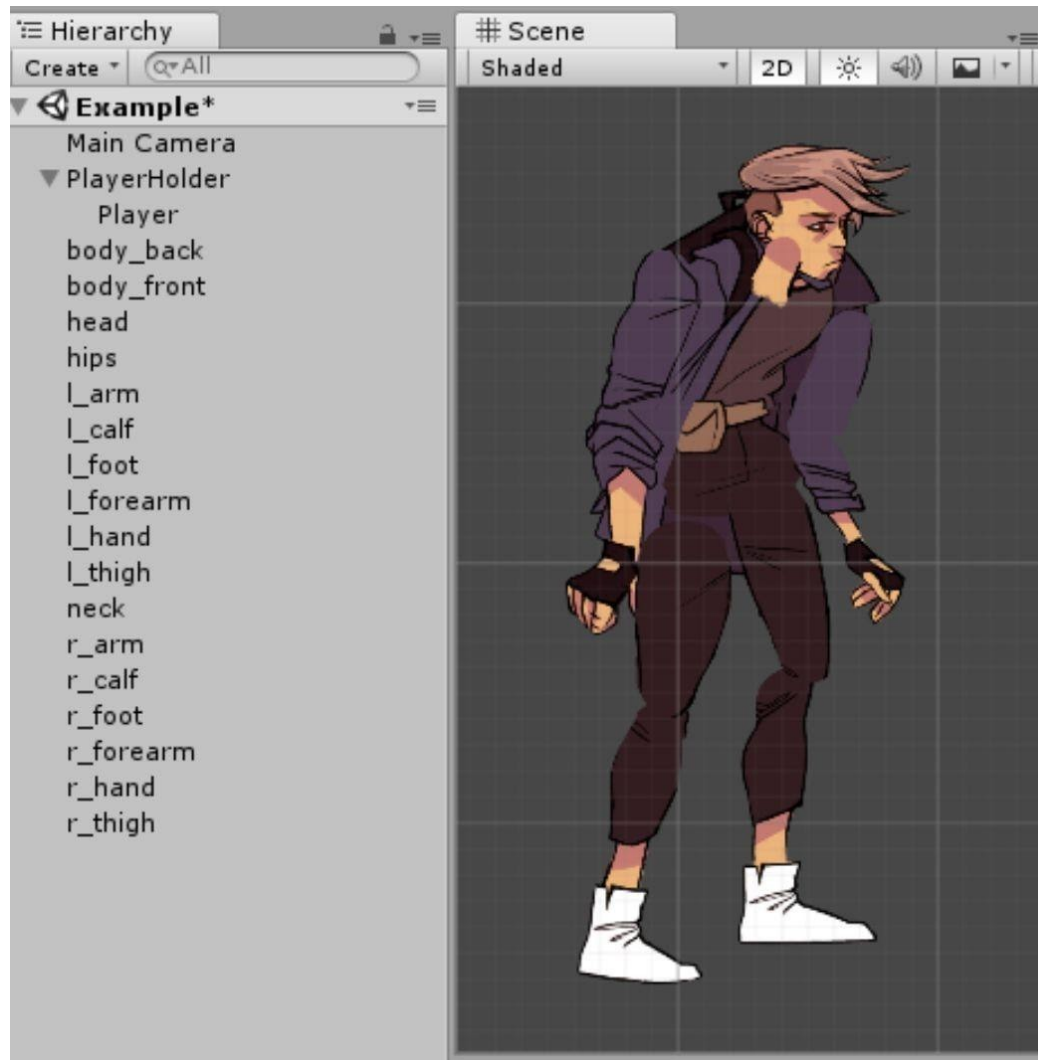 Hierarchy
Create
All
Example*
Main Camera
PlayerHolder
Player
body_back
body_front
head
hips
l_arm
l_calf
l_foot
l_forearm
l_hand
l_thigh
neck
r_arm
r_calf
r_foot
r_forearm
r_hand
r_thigh
Scene
Shaded
2D